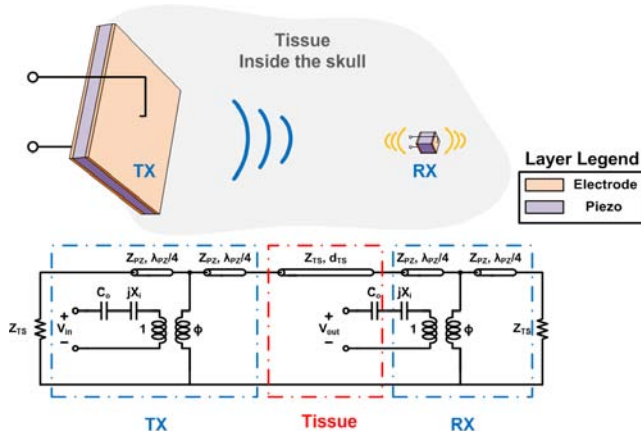 Tissue
Inside the skull
TX
RX
Layer Legend
Electrode
Piezo
Z_PZ, λ_PZ/4
Z_PZ, λ_PZ/4
Z_TS, d_TS
Z_PZ, λ_PZ/4
Z_PZ, λ_PZ/4
C_o
jX_i
C_o
jX_i
Z_TS
+
V_in
−
1
ϕ
+
V_out
−
1
ϕ
Z_TS
TX
Tissue
RX